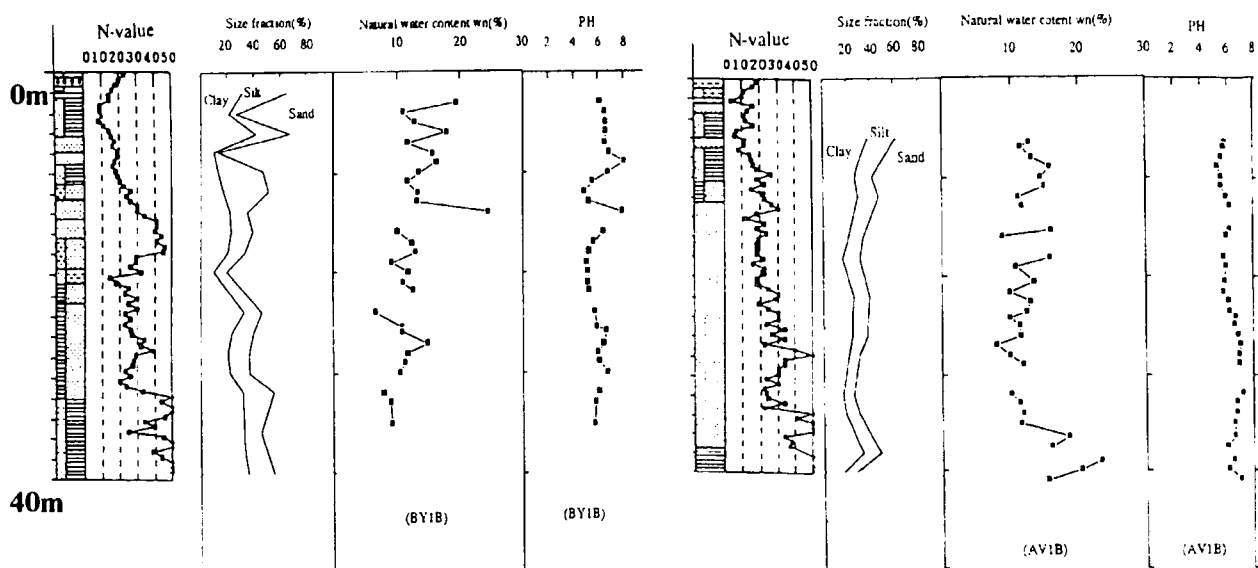 Size fraction(%)
Natural water content wn(%)
PH
N-value
20 40 60 80
10 20 30
2 4 6 8
01020304050
0m
Clay
Silt
Sand
40m
(BY1B)
(BY1B)
Size fraction(%)
Natural water cotent wn(%)
PH
N-value
20 40 60 80
10 20 30
2 4 6 8
01020304050
Clay
Silt
Sand
(AV1B)
(AV1B)